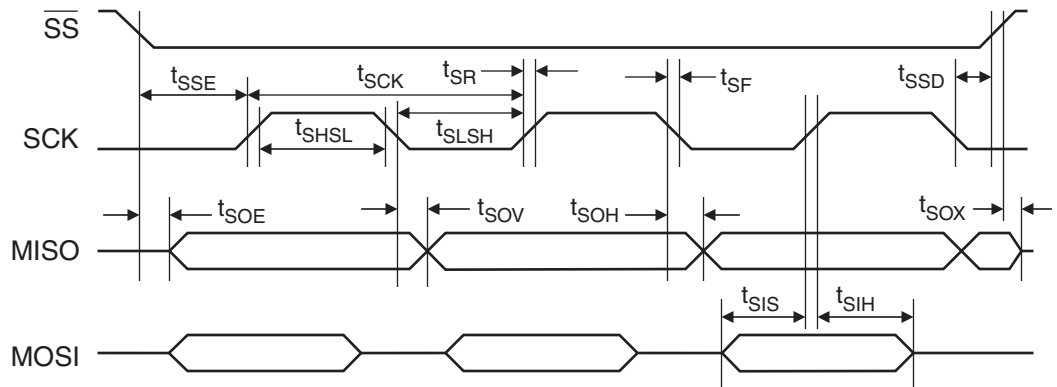 SS
tSSE
tSCK
tSR
tSF
tSSD
SCK
tSHSL
tSLSH
tSOE
tSOV
tSOH
tSOX
MISO
tSIS
tSIH
MOSI